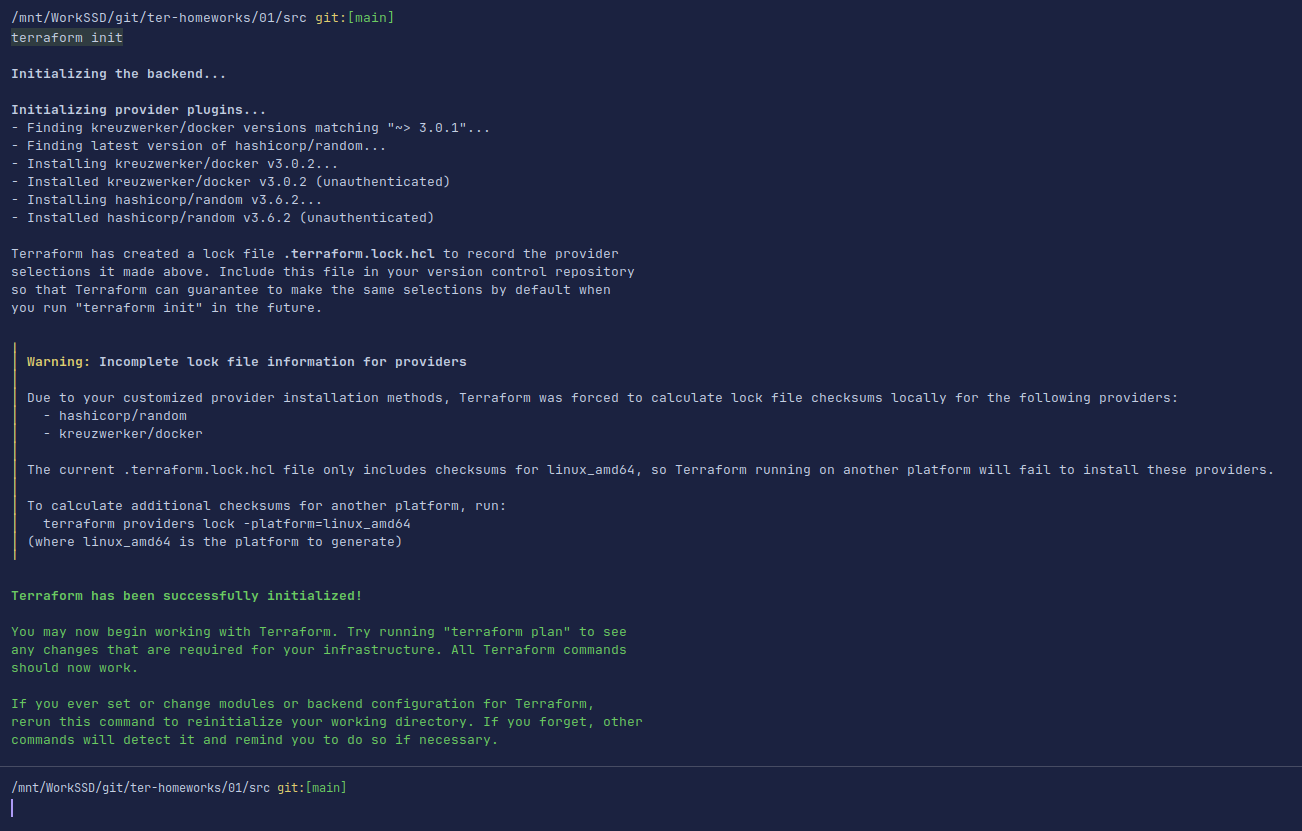 /mnt/WorkSSD/git/ter-homeworks/01/src git:[main]
terraform init
Initializing the backend...
Initializing provider plugins...
- Finding kreuzwerker/docker versions matching "~> 3.0.1"...
- Finding latest version of hashicorp/random...
- Installing kreuzwerker/docker v3.0.2...
- Installed kreuzwerker/docker v3.0.2 (unauthenticated)
- Installing hashicorp/random v3.6.2...
- Installed hashicorp/random v3.6.2 (unauthenticated)
Terraform has created a lock file .terraform.lock.hcl to record the provider
selections it made above. Include this file in your version control repository
so that Terraform can guarantee to make the same selections by default when
you run "terraform init" in the future.
Warning: Incomplete lock file information for providers
Due to your customized provider installation methods, Terraform was forced to calculate lock file checksums locally for the following providers:
- hashicorp/random
- kreuzwerker/docker
The current .terraform.lock.hcl file only includes checksums for linux_amd64, so Terraform running on another platform will fail to install these providers.
To calculate additional checksums for another platform, run:
terraform providers lock -platform=linux_amd64
(where linux_amd64 is the platform to generate)
Terraform has been successfully initialized!
You may now begin working with Terraform. Try running "terraform plan" to see
any changes that are required for your infrastructure. All Terraform commands
should now work.
If you ever set or change modules or backend configuration for Terraform,
rerun this command to reinitialize your working directory. If you forget, other
commands will detect it and remind you to do so if necessary.
/mnt/WorkSSD/git/ter-homeworks/01/src git:[main]